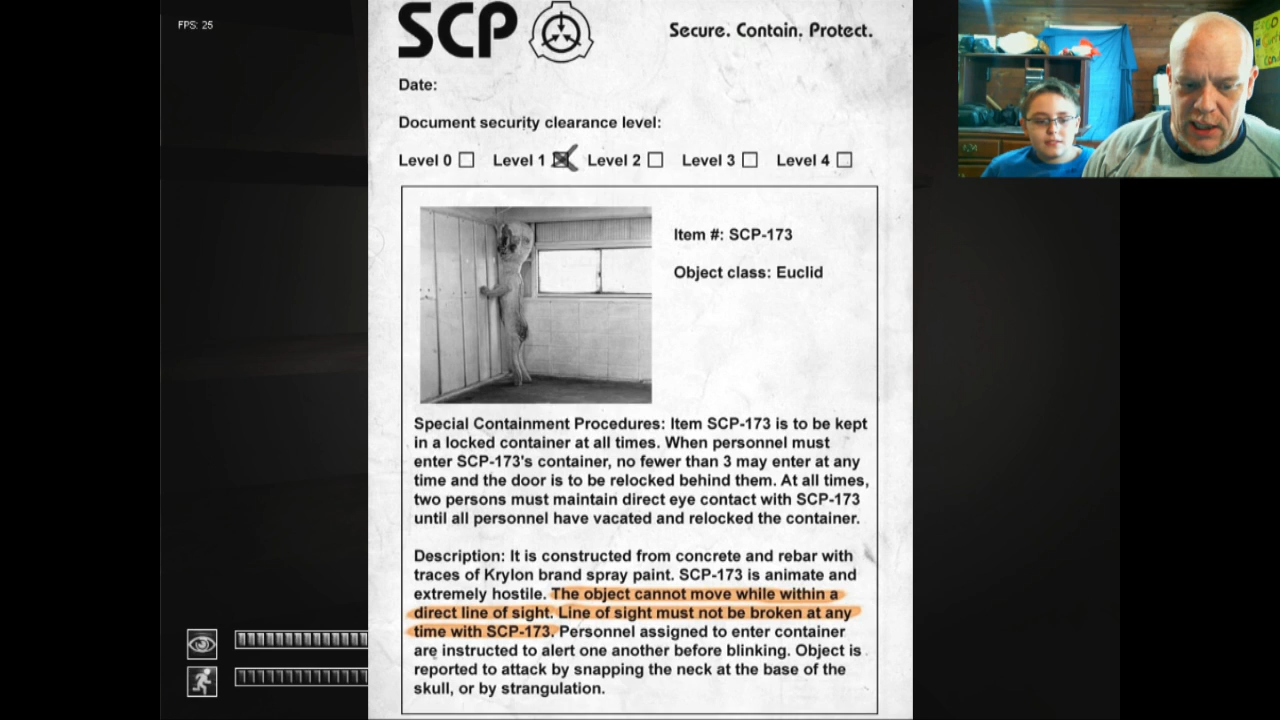 FPS: 25
SCP
Secure. Contain. Protect.
Date:
Document security clearance level:
Level 0 Level 1 Level 2 Level 3 Level 4
Item #: SCP-173
Object class: Euclid
Special Containment Procedures: Item SCP-173 is to be kept
in a locked container at all times. When personnel must
enter SCP-173's container, no fewer than 3 may enter at any
time and the door is to be relocked behind them. At all times,
two persons must maintain direct eye contact with SCP-173
until all personnel have vacated and relocked the container.
Description: It is constructed from concrete and rebar with
traces of Krylon brand spray paint. SCP-173 is animate and
extremely hostile. The object cannot move while within a
direct line of sight. Line of sight must not be broken at any
time with SCP-173. Personnel assigned to enter container
are instructed to alert one another before blinking. Object is
reported to attack by snapping the neck at the base of the
skull, or by strangulation.